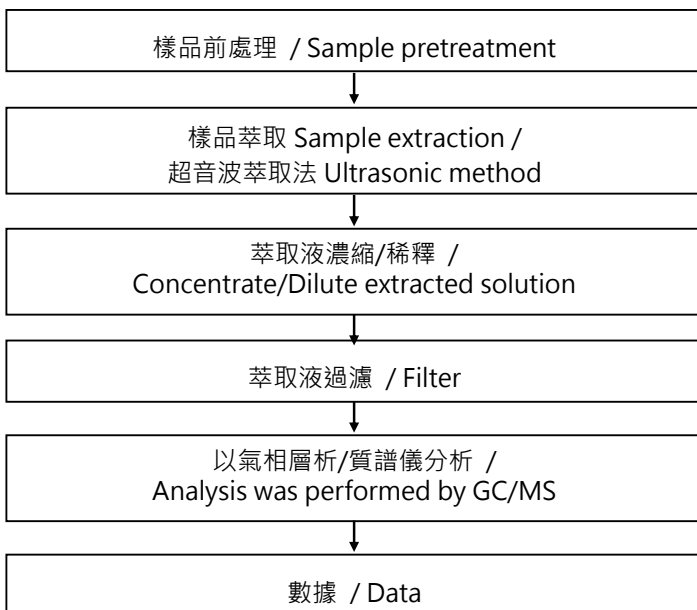 樣品前處理 / Sample pretreatment
樣品萃取 Sample extraction /
超音波萃取法 Ultrasonic method
萃取液濃縮/稀釋 /
Concentrate/Dilute extracted solution
萃取液過濾 / Filter
以氣相層析/質譜儀分析 /
Analysis was performed by GC/MS
數據 / Data